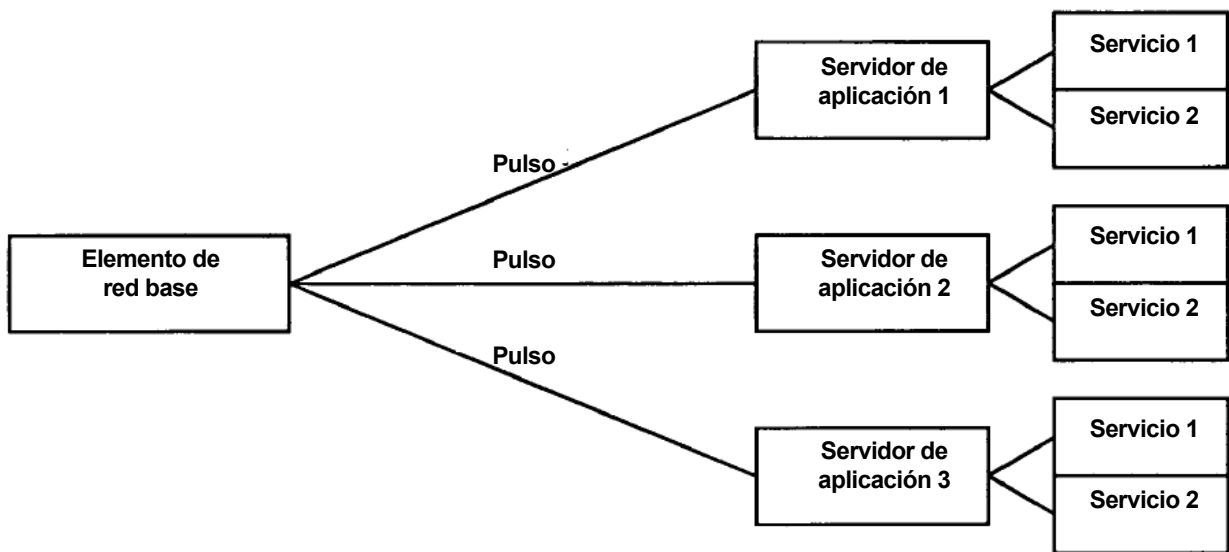 Servicio 1
Servidor de
aplicación 1
Servicio 2
Pulso
Servicio 1
Elemento de
red base
Pulso
Servidor de
aplicación 2
Servicio 2
Pulso
Servicio 1
Servidor de
aplicación 3
Servicio 2